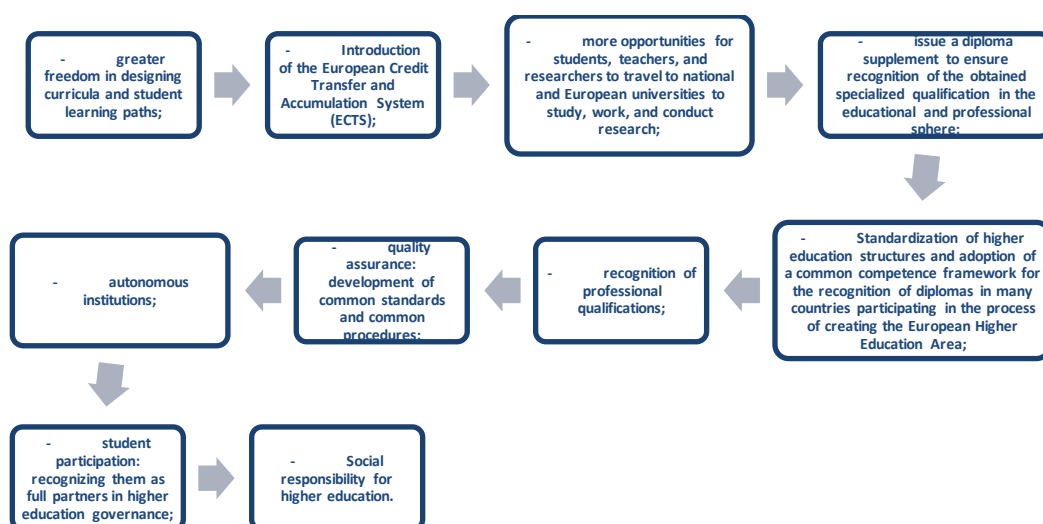 - greater
freedom in designing
curricula and student
learning paths;
- Introduction
of the European Credit
Transfer and
Accumulation System
(ECTS);
- more opportunities for
students, teachers, and
researchers to travel to national
and European universities to
study, work, and conduct
research;
- issue a diploma
supplement to ensure
recognition of the obtained
specialized qualification in the
educational and professional
sphere;
- Standardization of higher
education structures and adoption of
a common competence framework for
the recognition of diplomas in many
countries participating in the process
of creating the European Higher
Education Area;
- recognition of
professional
qualifications;
- quality
assurance:
development of
common standards
and common
procedures;
- autonomous
institutions;
- student
participation:
recognizing them as
full partners in higher
education governance;
- Social
responsibility for
higher education.